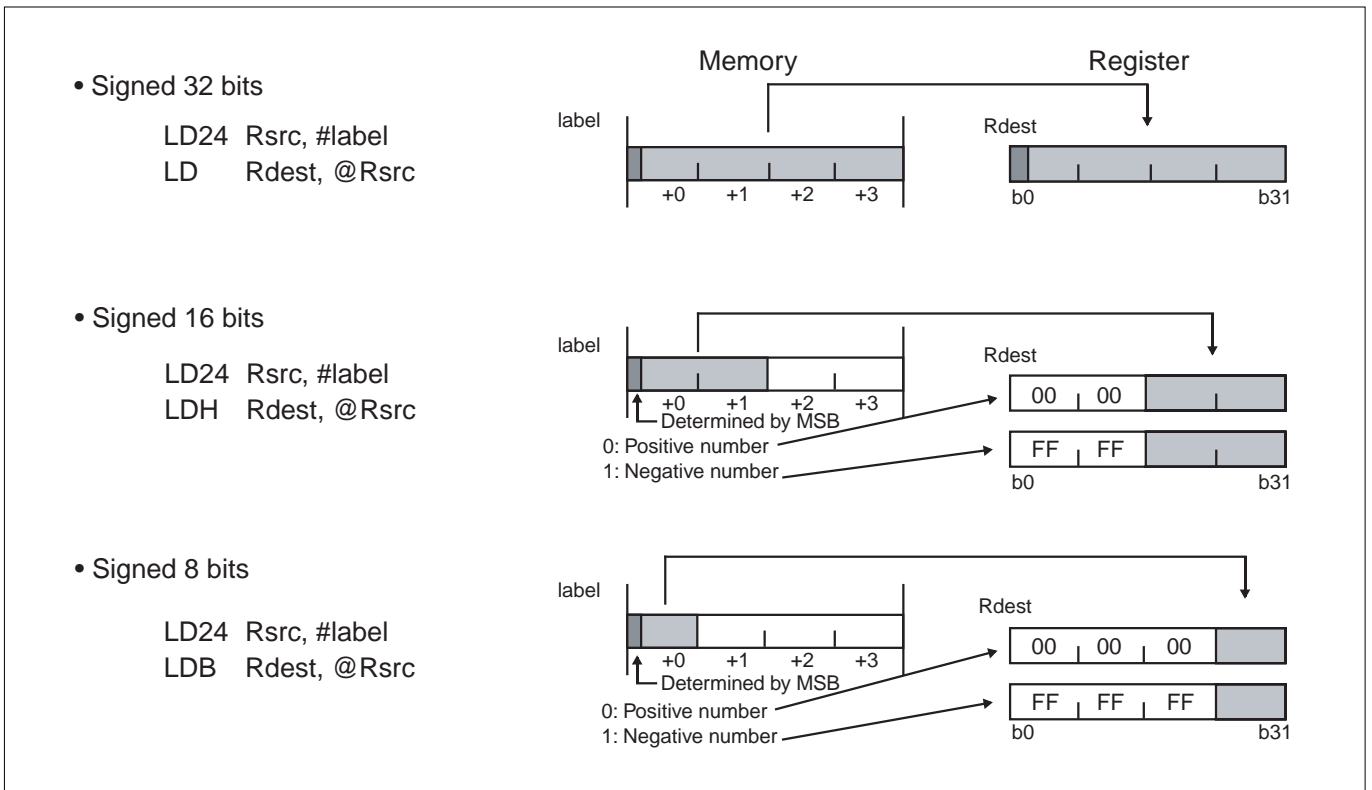 • Signed 32 bits
LD24 Rsrc, #label
LD Rdest, @Rsrc
Memory
Register
label
+0 +1 +2 +3
Rdest
b0 b31
• Signed 16 bits
LD24 Rsrc, #label
LDH Rdest, @Rsrc
label
+0 +1 +2 +3
Determined by MSB
0: Positive number
1: Negative number
Rdest
00 00
FF FF
b0 b31
• Signed 8 bits
LD24 Rsrc, #label
LDB Rdest, @Rsrc
label
+0 +1 +2 +3
Determined by MSB
0: Positive number
1: Negative number
Rdest
00 00 00
FF FF FF
b0 b31